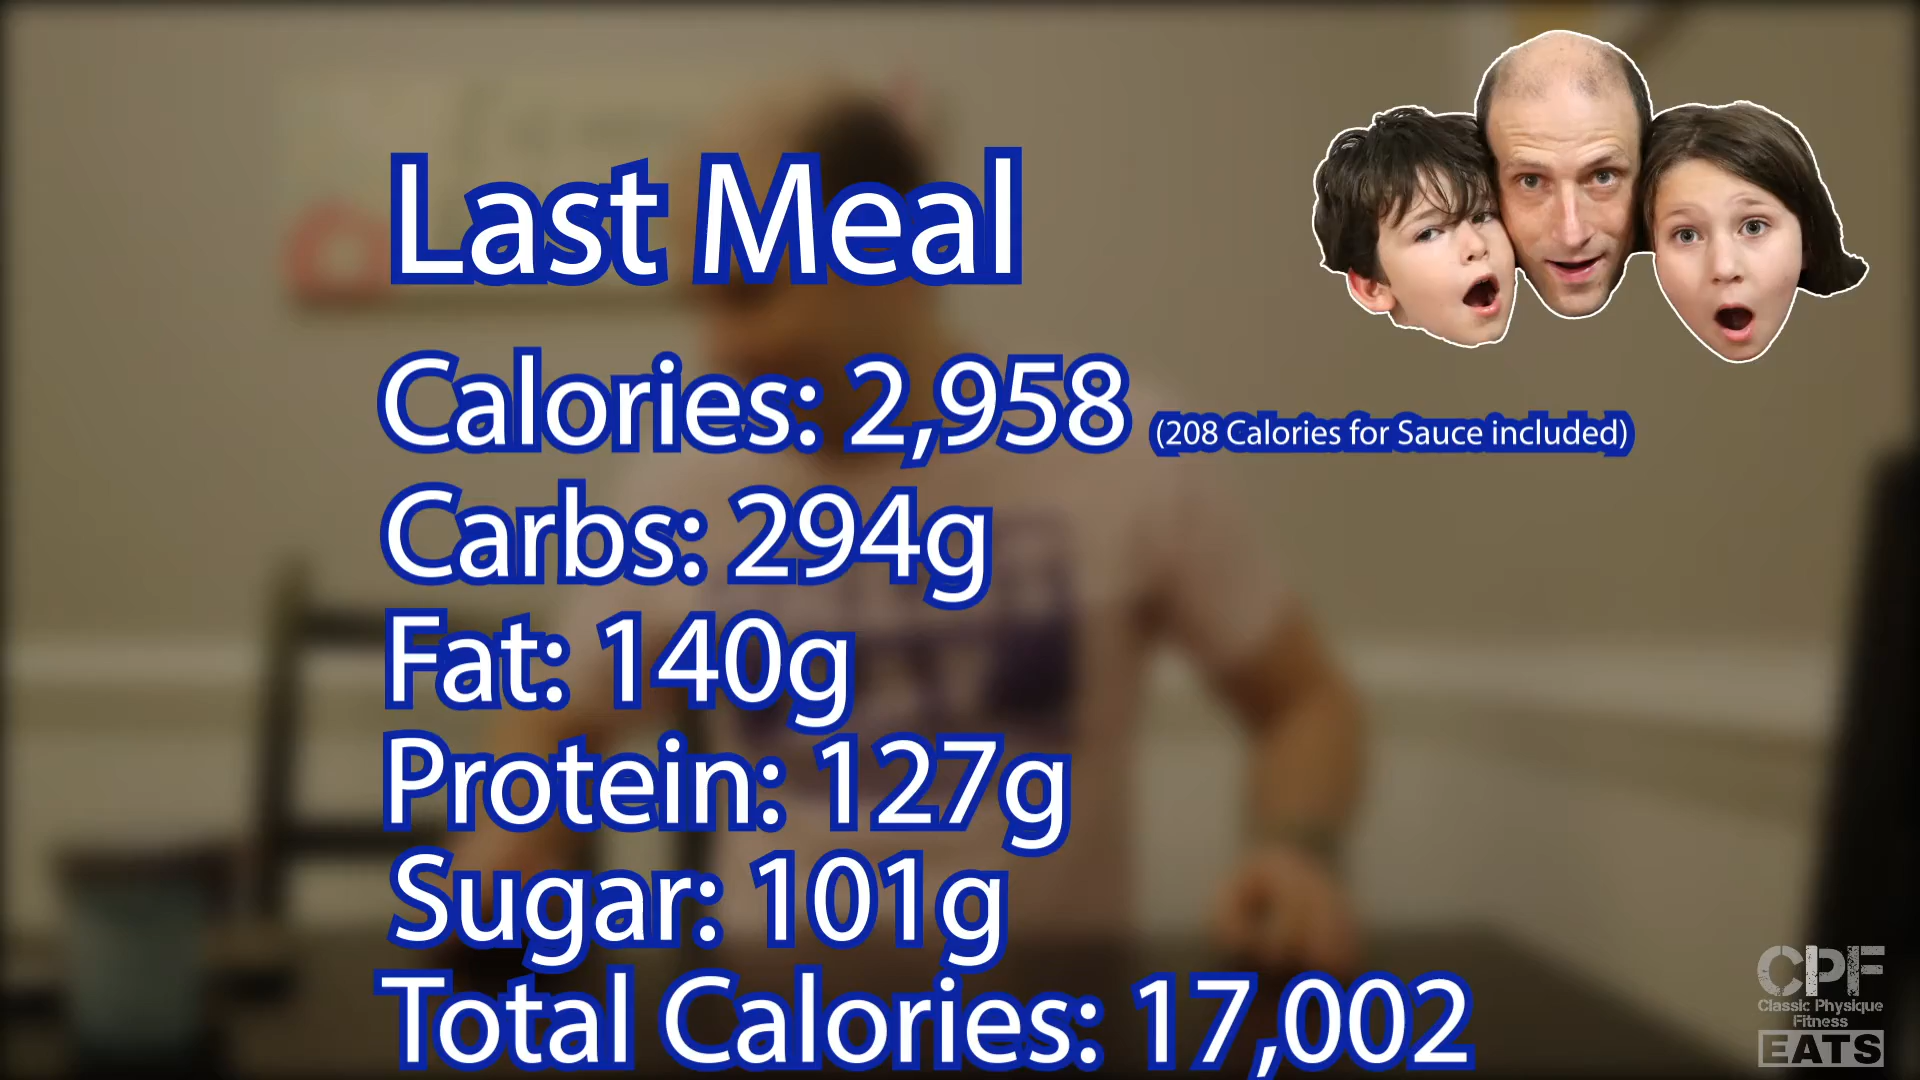 Last Meal
Calories: 2,958 (208 Calories for Sauce included)
Carbs: 294g
Fat: 140g
Protein: 127g
Sugar: 101g
Total Calories: 17,002
CPF
Classic Physique
Fitness
EATS